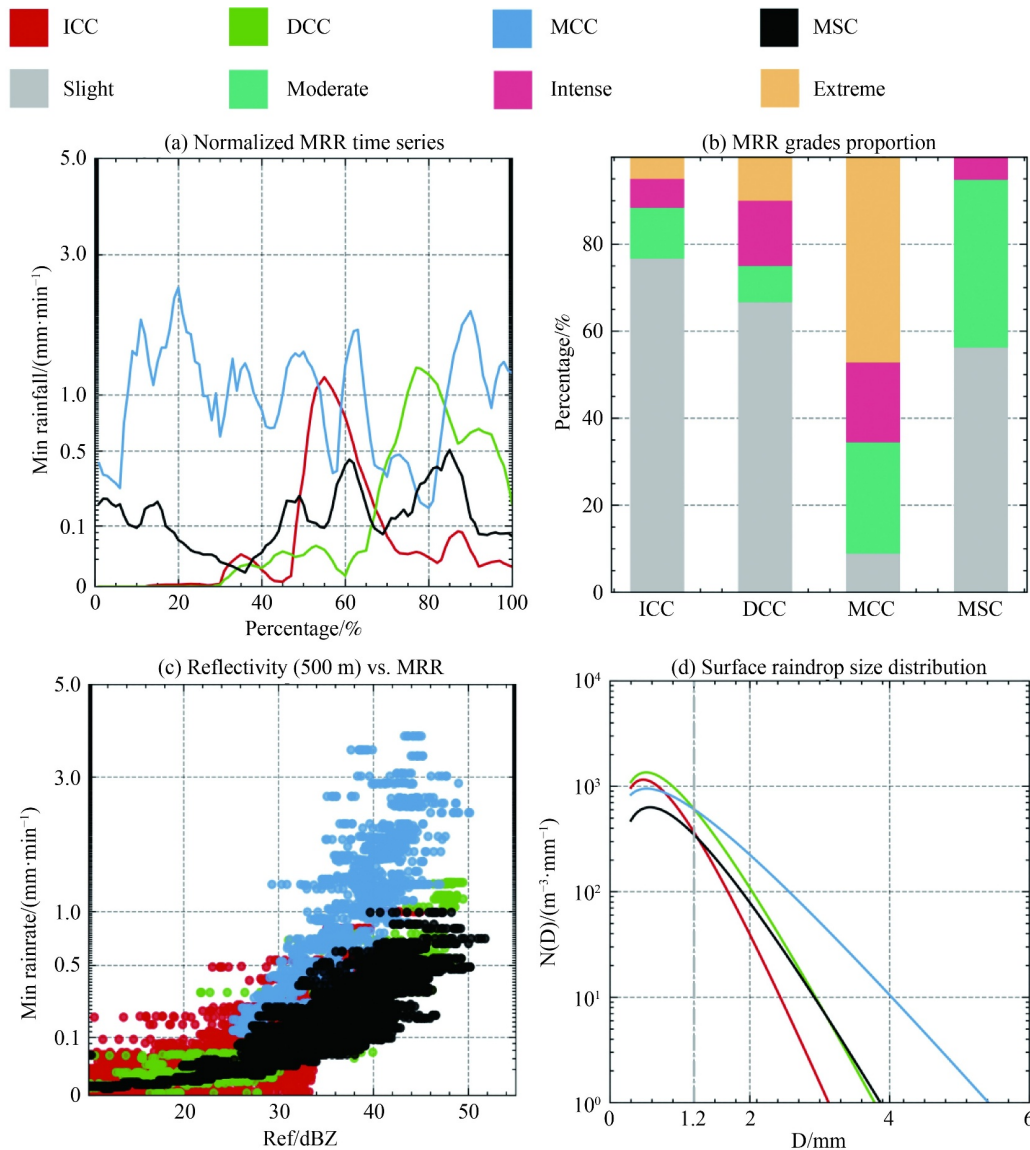 ICC DCC MCC MSC
Slight Moderate Intense Extreme
(a) Normalized MRR time series
5.0
3.0
1.0
0.5
0.1
0
Min rainfall/(mm·min⁻¹)
0 20 40 60 80 100
Percentage/%
(b) MRR grades proportion
80
60
40
20
0
Percentage/%
ICC DCC MCC MSC
(c) Reflectivity (500 m) vs. MRR
5.0
3.0
1.0
0.5
0.1
0
Min rainrate/(mm·min⁻¹)
20 30 40 50
Ref/dBZ
(d) Surface raindrop size distribution
10⁴
10³
10²
10¹
10⁰
N(D)/(m⁻³·mm⁻¹)
0 1.2 2 4 6
D/mm